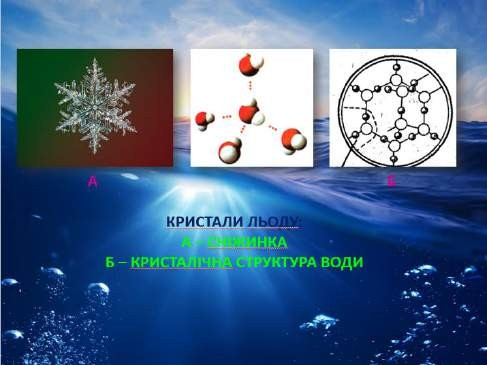 А
Б
КРИСТАЛИ ЛЬОДУ:
А – СНІЖИНКА
Б – КРИСТАЛІЧНА СТРУКТУРА ВОДИ